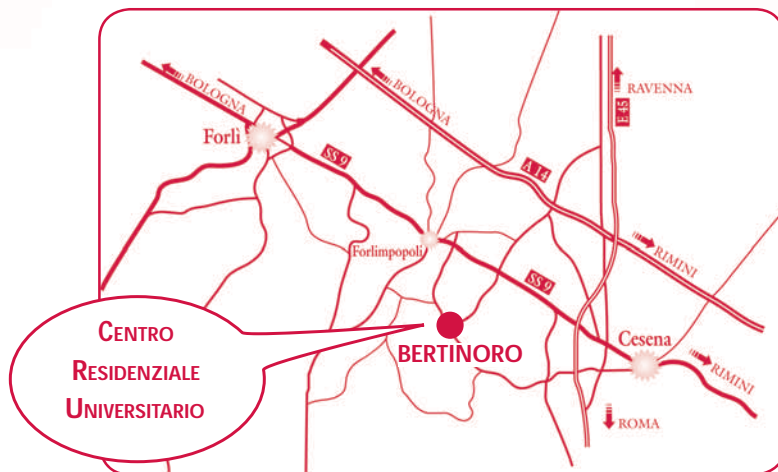 BOLOGNA
BOLOGNA
RAVENNA
E 45
Forlì
SS 9
A 14
Forlimpopoli
RIMINI
SS 9
CENTRO
RESIDENZIALE
UNIVERSITARIO
BERTINORO
Cesena
RIMINI
ROMA